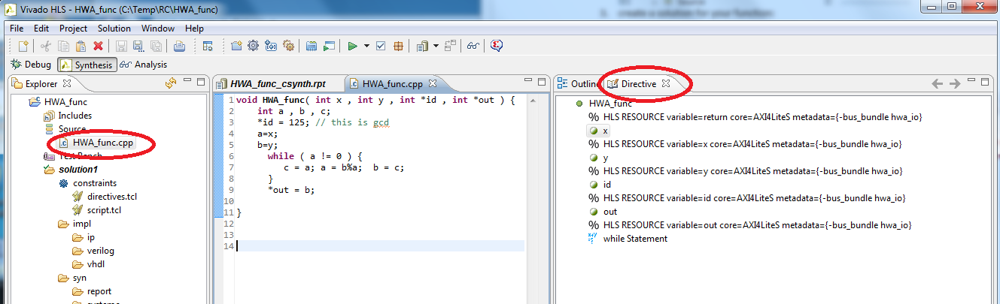 Source
3. create a solution for your function:
Vivado HLS - HWA_func (C:\Temp\RC\HWA_func)
File Edit Project Solution Window Help
Debug Synthesis Analysis
Explorer
HWA_func
Includes
Source
HWA_func.cpp
Test Bench
solution1
constraints
directives.tcl
script.tcl
impl
ip
verilog
vhdl
syn
report
systemc
HWA_func_csynth.rpt HWA_func.cpp
1 void HWA_func( int x , int y , int *id , int *out ) {
2 int a , b , c;
3 *id = 125; // this is gcd
4 a=x;
5 b=y;
6 while ( a != 0 ) {
7 c = a; a = b%a; b = c;
8 }
9 *out = b;
10
11 }
12
13
14
Outline Directive
HWA_func
% HLS RESOURCE variable=return core=AXI4LiteS metadata={-bus_bundle hwa_io}
x
% HLS RESOURCE variable=x core=AXI4LiteS metadata={-bus_bundle hwa_io}
y
% HLS RESOURCE variable=y core=AXI4LiteS metadata={-bus_bundle hwa_io}
id
% HLS RESOURCE variable=id core=AXI4LiteS metadata={-bus_bundle hwa_io}
out
% HLS RESOURCE variable=out core=AXI4LiteS metadata={-bus_bundle hwa_io}
while Statement